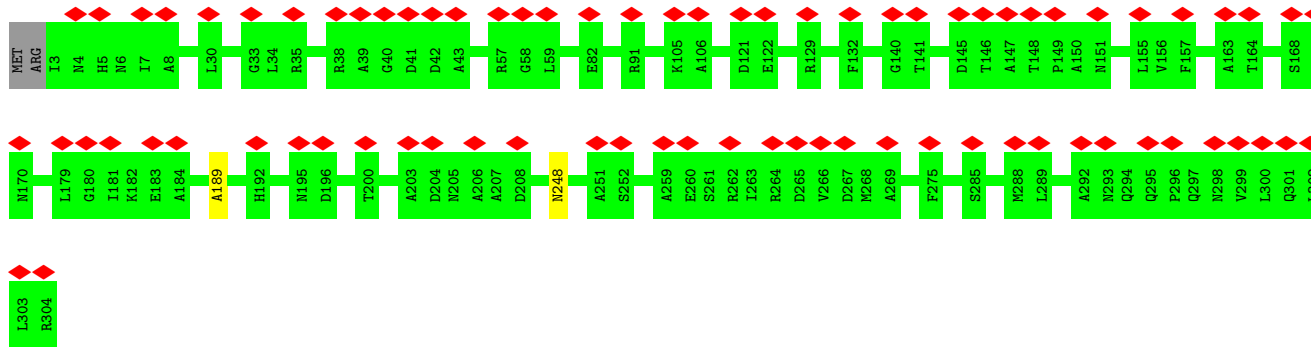 MET ARG I3 N4 H5 N6 I7 A8 L30 G33 L34 R35 R38 A39 G40 D41 D42 A43 R57 G58 L59 E82 R91 K105 A106 D121 E122 R129 F132 G140 T141 D145 T146 A147 T148 P149 A150 N151 L155 V156 F157 A163 T164 S168
N170 L179 G180 I181 K182 E183 A184 A189 H192 N195 D196 T200 A203 D204 N205 A206 A207 D208 N248 A251 S252 A259 E260 S261 R262 I263 R264 D265 V266 D267 M268 A269 F275 S285 M288 L289 A292 N293 Q294 Q295 P296 Q297 N298 V299 L300 Q301
L303 R304